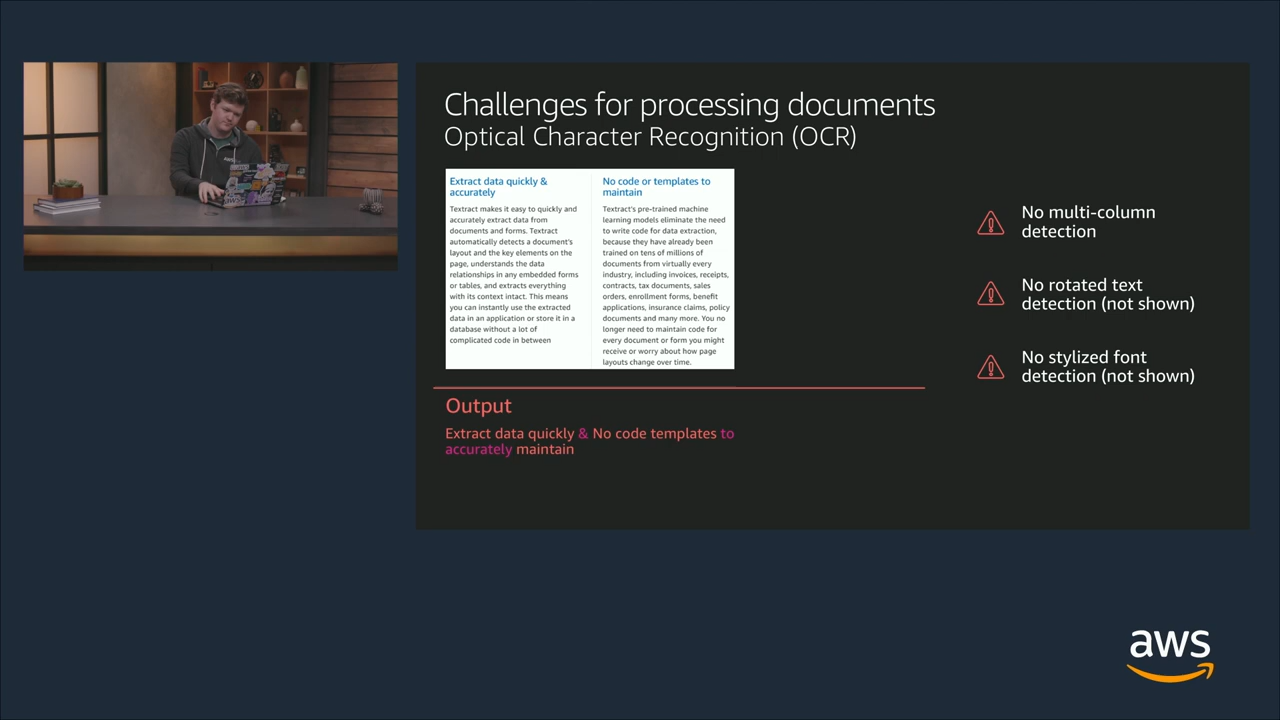 Challenges for processing documents
Optical Character Recognition (OCR)
Extract data quickly &
accurately
Textract makes it easy to quickly and
accurately extract data from
documents and forms. Textract
automatically detects a document's
layout and the key elements on the
page, understands the data
relationships in any embedded forms
or tables, and extracts everything
with its context intact. This means
you can instantly use the extracted
data in an application or store it in a
database without a lot of
complicated code in between
No code or templates to
maintain
Textract's pre-trained machine
learning models eliminate the need
to write code for data extraction,
because they have already been
trained on tens of millions of
documents from virtually every
industry, including invoices, receipts,
contracts, tax documents, sales
orders, enrollment forms, benefit
applications, insurance claims, policy
documents and many more. You no
longer need to maintain code for
every document or form you might
receive or worry about how page
layouts change over time.
Output
Extract data quickly & No code templates to
accurately maintain
No multi-column
detection
No rotated text
detection (not shown)
No stylized font
detection (not shown)
aws
aws